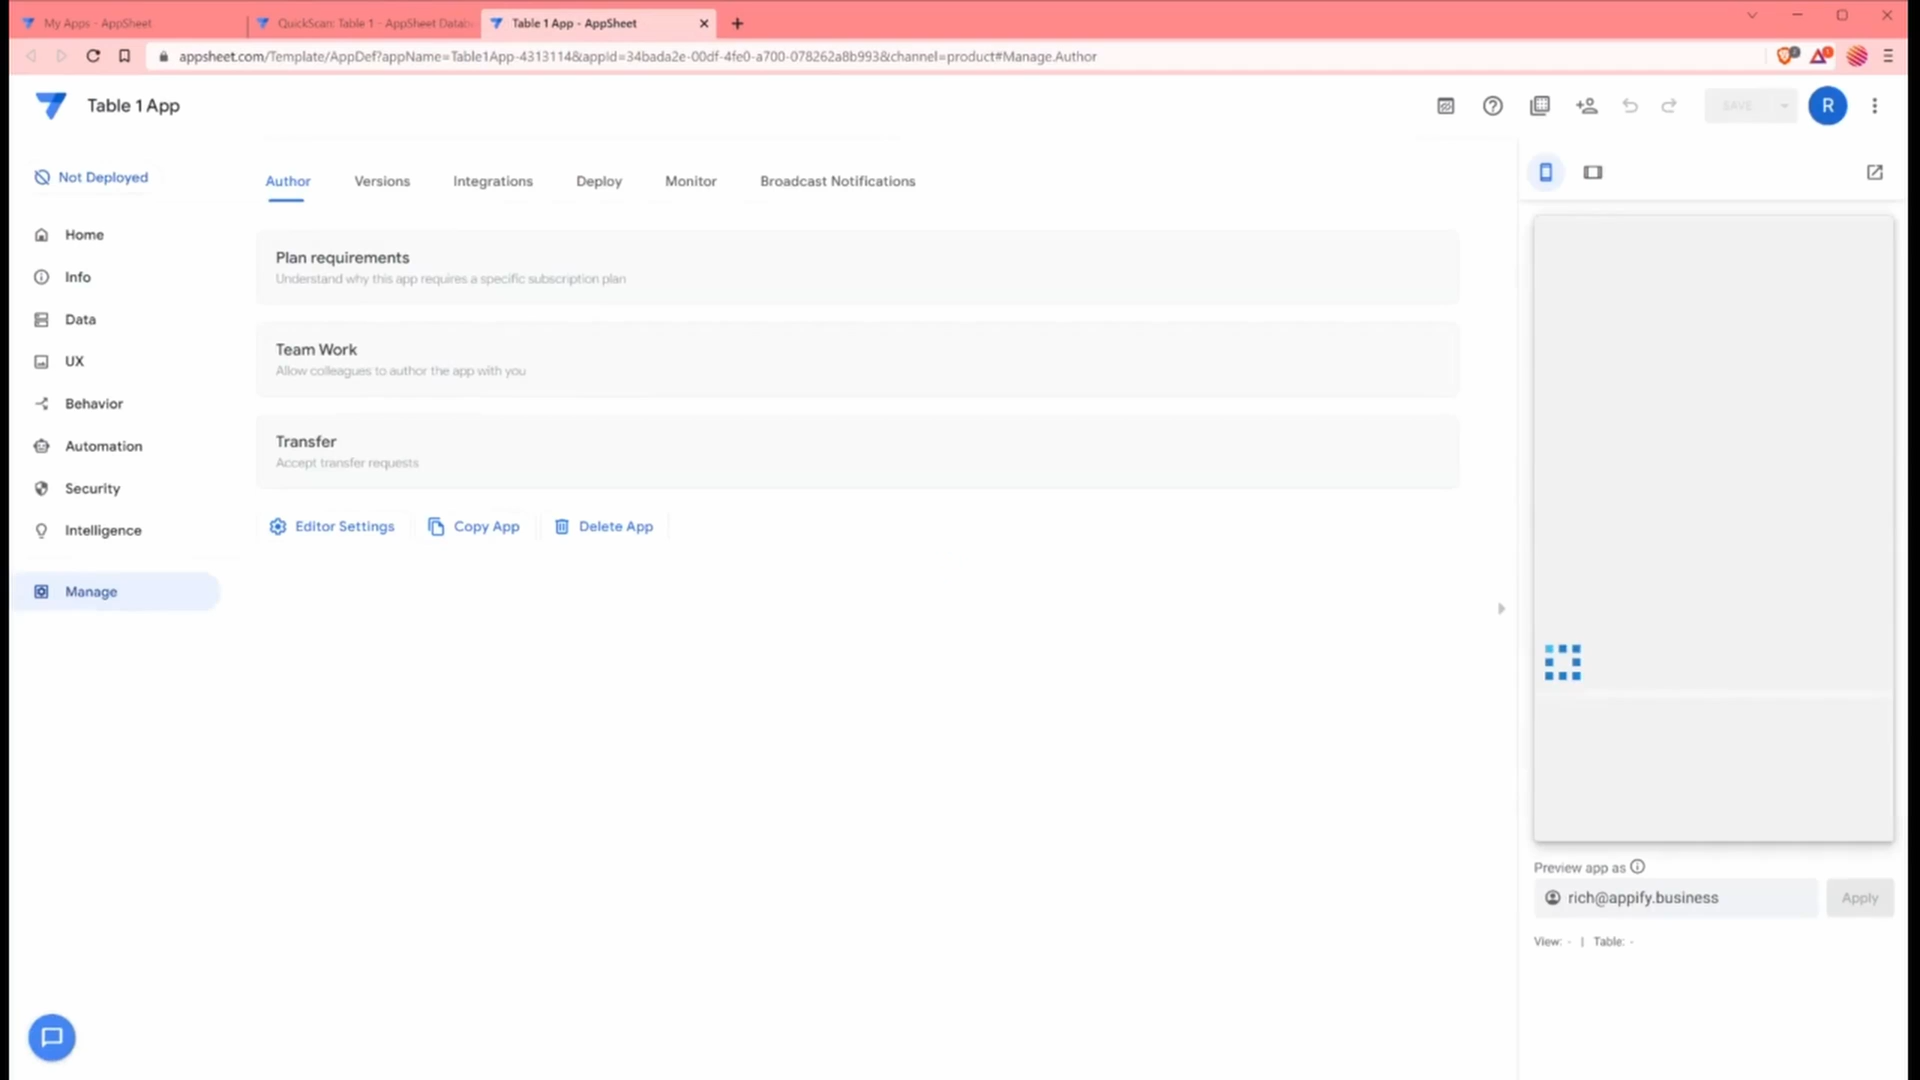 My Apps - AppSheet
QuickScan: Table 1 - AppSheet Datab
Table 1 App - AppSheet
appsheet.com/Template/AppDef?appName=Table1App-4313114&appId=34bada2e-00df-4fe0-a700-078262a8b993&channel=product#Manage.Author
Table 1 App
SAVE
R
Not Deployed
Author
Versions
Integrations
Deploy
Monitor
Broadcast Notifications
Home
Info
Data
UX
Behavior
Automation
Security
Intelligence
Manage
Plan requirements
Understand why this app requires a specific subscription plan
Team Work
Allow colleagues to author the app with you
Transfer
Accept transfer requests
Editor Settings
Copy App
Delete App
Preview app as
rich@appify.business
Apply
View: - | Table: -